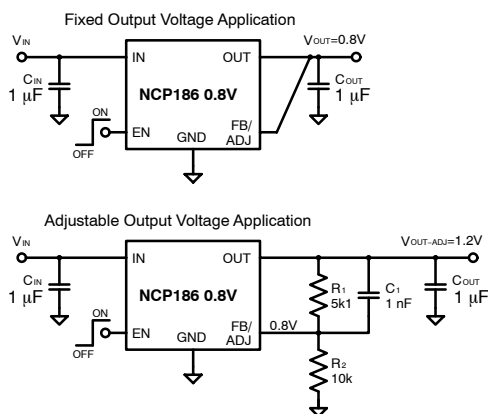 Fixed Output Voltage Application
VIN
VOUT=0.8V
IN
OUT
CIN
1 μF
NCP186 0.8V
COUT
1 μF
ON
OFF
EN
GND
FB/
ADJ
Adjustable Output Voltage Application
VIN
VOUT-ADJ=1.2V
IN
OUT
CIN
1 μF
NCP186 0.8V
R1
5k1
C1
1 nF
COUT
1 μF
ON
OFF
EN
GND
FB/
ADJ
0.8V
R2
10k